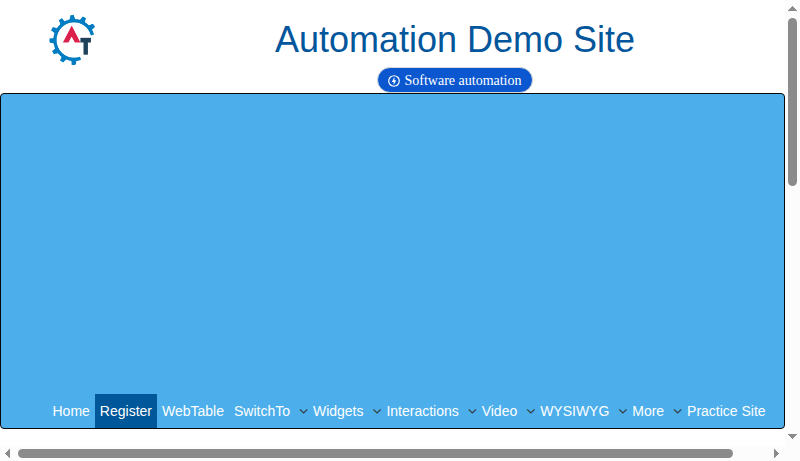 AT
Automation Demo Site
Software automation
Home Register WebTable SwitchTo Widgets Interactions Video WYSIWYG More Practice Site